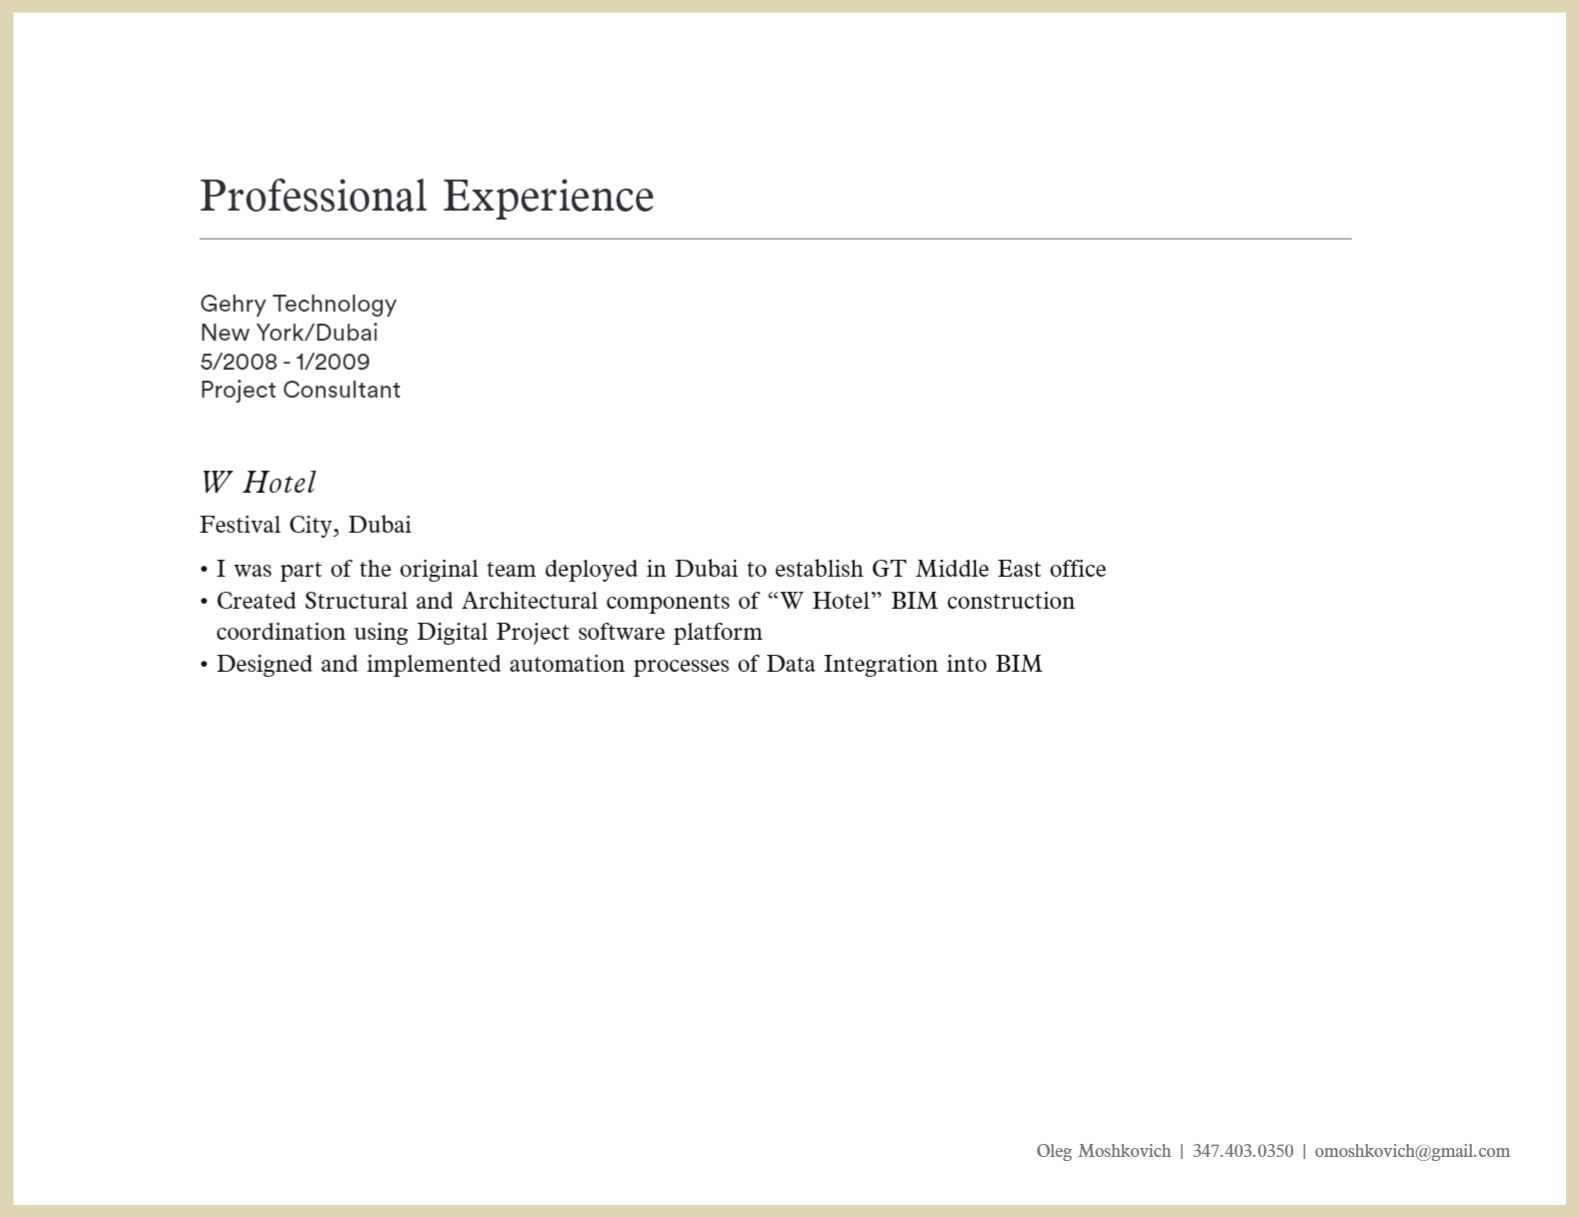 Professional Experience
Gehry Technology
New York/Dubai
5/2008 - 1/2009
Project Consultant
W Hotel
Festival City, Dubai
• I was part of the original team deployed in Dubai to establish GT Middle East office
• Created Structural and Architectural components of “W Hotel” BIM construction
coordination using Digital Project software platform
• Designed and implemented automation processes of Data Integration into BIM
Oleg Moshkovich | 347.403.0350 | omoshkovich@gmail.com